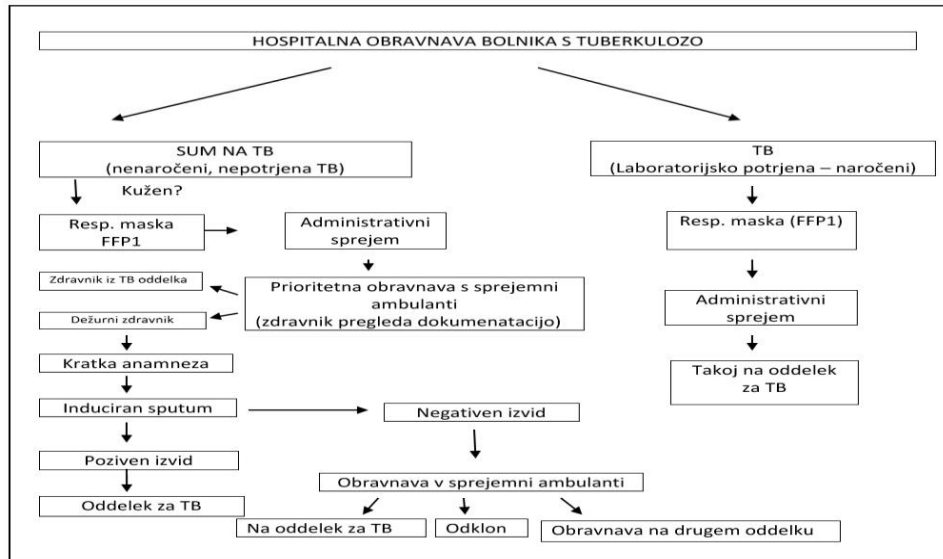 HOSPITALNA OBRAVNAVA BOLNIKA S TUBERKULOZO
SUM NA TB
(nenaročeni, nepotrjena TB)
Kužen?
Resp. maska
FFP1
Administrativni
sprejem
Zdravnik iz TB oddelka
Prioritetna obravnava s sprejemni
ambulanti
(zdravnik pregleda dokumenatacijo)
Dežurni zdravnik
Kratka anamneza
Induciran sputum
Negativen izvid
Poziven izvid
Obravnava v sprejemni ambulanti
Oddelek za TB
Na oddelek za TB
Odklon
Obravnava na drugem oddelku
TB
(Laboratorijsko potrjena – naročeni)
Resp. maska (FFP1)
Administrativni
sprejem
Takoj na oddelek
za TB